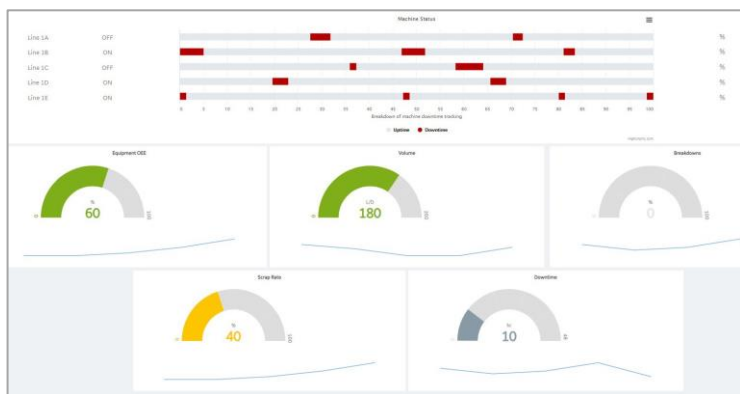 Machine Status
Line 1A OFF %
Line 1B ON %
Line 1C OFF %
Line 1D ON %
Line 1E ON %
0 5 10 15 20 25 30 35 40 45 50 55 60 65 70 75 80 85 90 95 100
Breakdown of machine downtime tracking
Uptime Downtime
Equipment OEE Volume Breakdowns
% L/S %
60 180 0
Scrap Rate Downtime
%
40 10